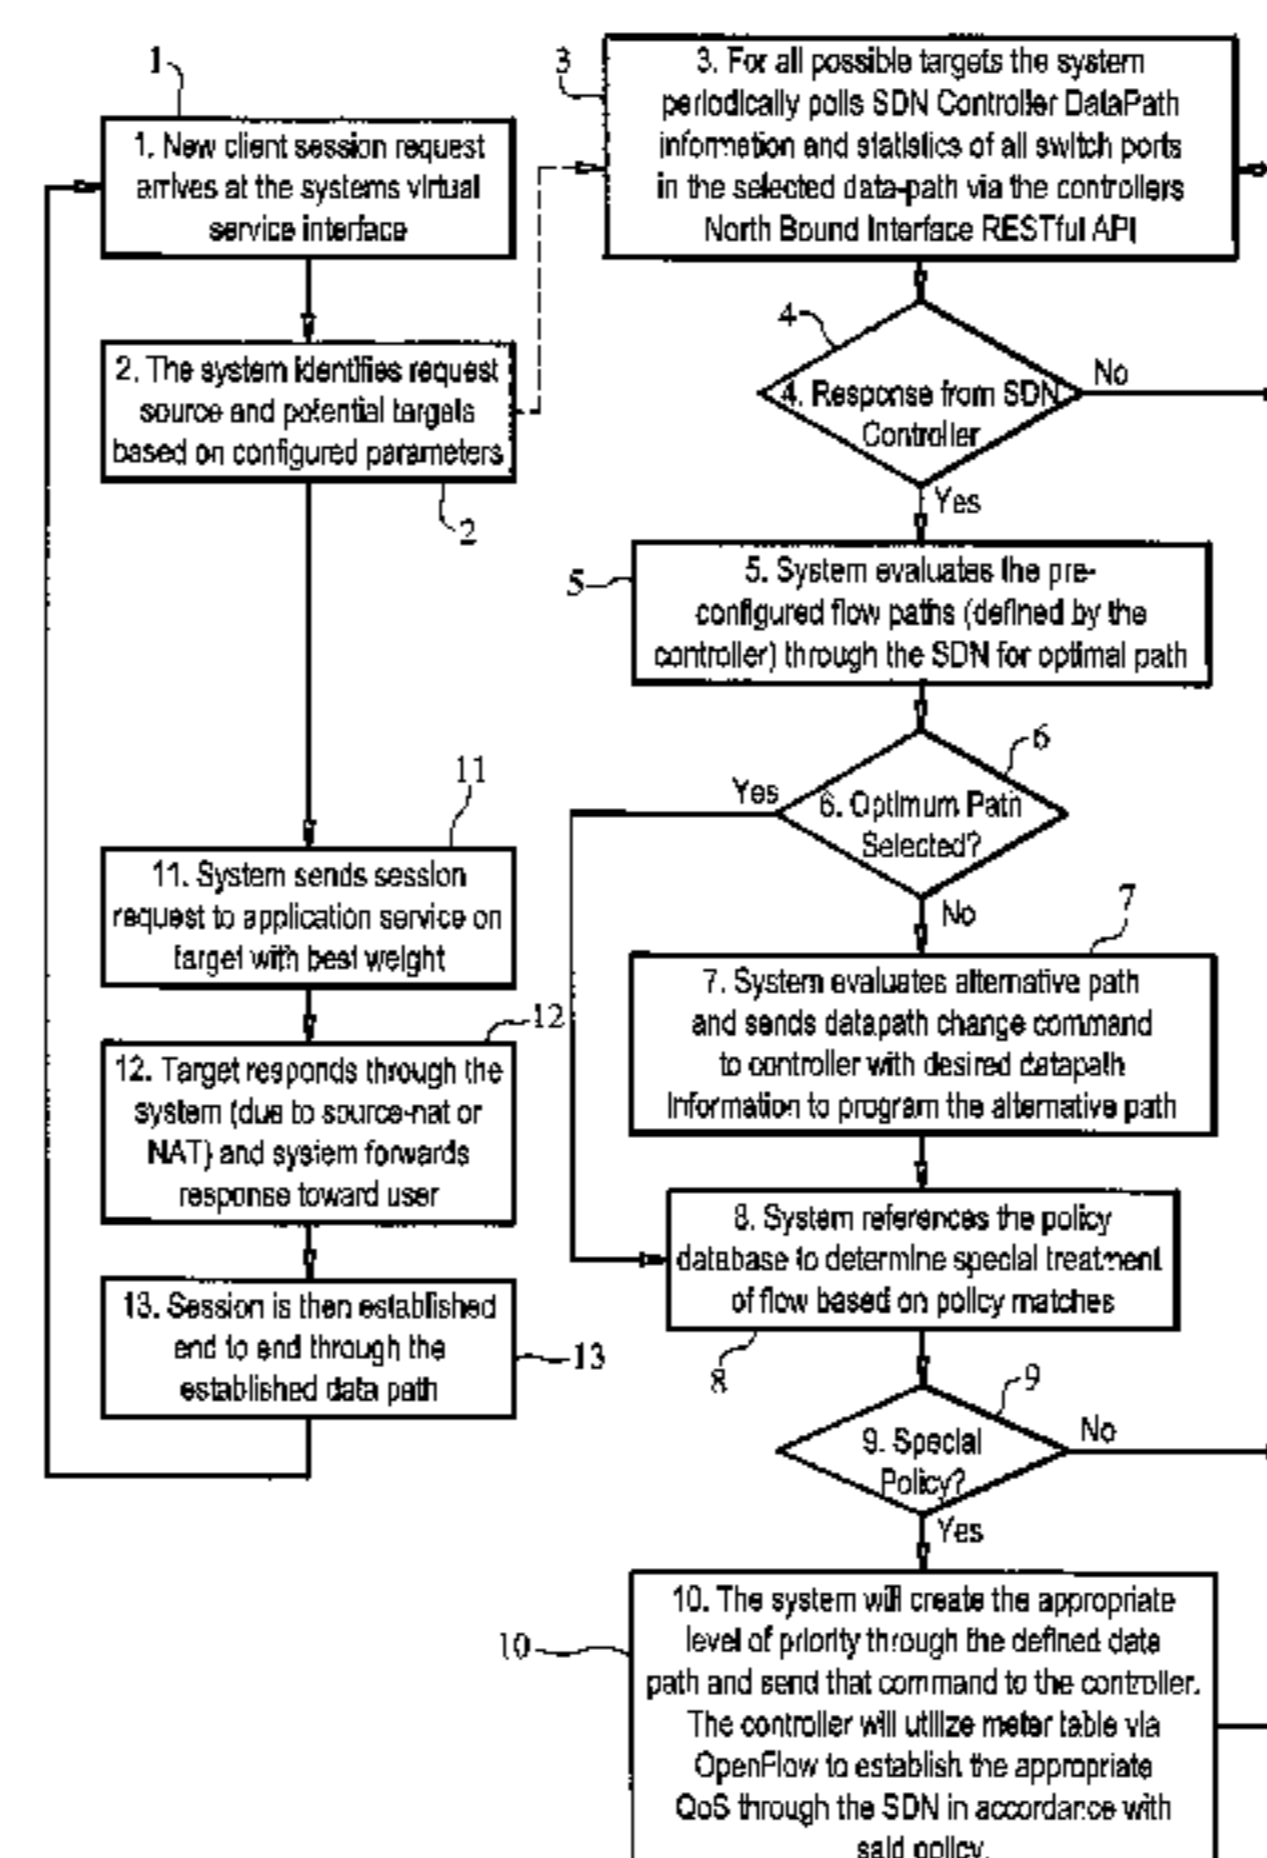 1
1. New client session request
arrives at the systems virtual
service interface
2. The system identifies request
source and potential targets
based on configured parameters
2
11
11. System sends session
request to application service on
target with best weight
12
12. Target responds through the
system (due to source-nat or
NAT) and system forwards
response toward user
13. Session is then established
end to end through the
established data path
13
3
3. For all possible targets the system
periodically polls SDN Controller DataPath
information and statistics of all switch ports
in the selected data-path via the controllers
North Bound Interface RESTful API
4
4. Response from SDN
Controller
No
Yes
5
5. System evaluates the pre-
configured flow paths (defined by the
controller) through the SDN for optimal path
6
Yes
6. Optimum Path
Selected?
No
7
7. System evaluates alternative path
and sends datapath change command
to controller with desired datapath
Information to program the alternative path
8. System references the policy
database to determine special treatment
of flow based on policy matches
8
9
9. Special
Policy?
No
Yes
10
10. The system will create the appropriate
level of priority through the defined data
path and send that command to the controller.
The controller will utilize meter table via
OpenFlow to establish the appropriate
QoS through the SDN in accordance with
said policy.